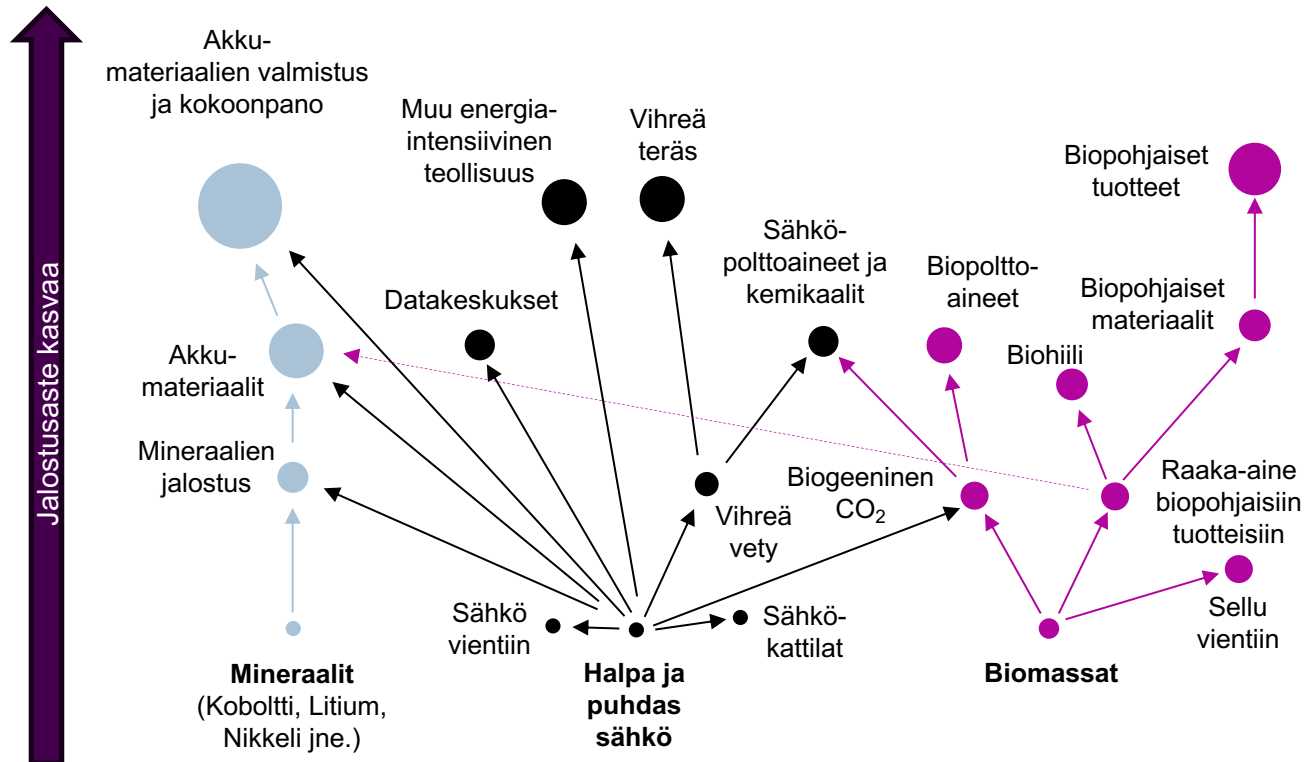 Jalostusaste kasvaa
Akku-
materiaalien valmistus
ja kokoonpano
Muu energia-
intensiivinen
teollisuus
Vihreä
teräs
Biopohjaiset
tuotteet
Sähkö-
polttoaineet ja
kemikaalit
Biopoltto-
aineet
Biopohjaiset
materiaalit
Datakeskukset
Biohiili
Akku-
materiaalit
Mineraalien
jalostus
Vihreä
vety
Biogeeninen
CO2
Raaka-aine
biopohjaisiin
tuotteisiin
Sähkö
vientiin
Sähkö-
kattilat
Sellu
vientiin
Mineraalit
(Koboltti, Litium,
Nikkeli jne.)
Halpa ja
puhdas
sähkö
Biomassat